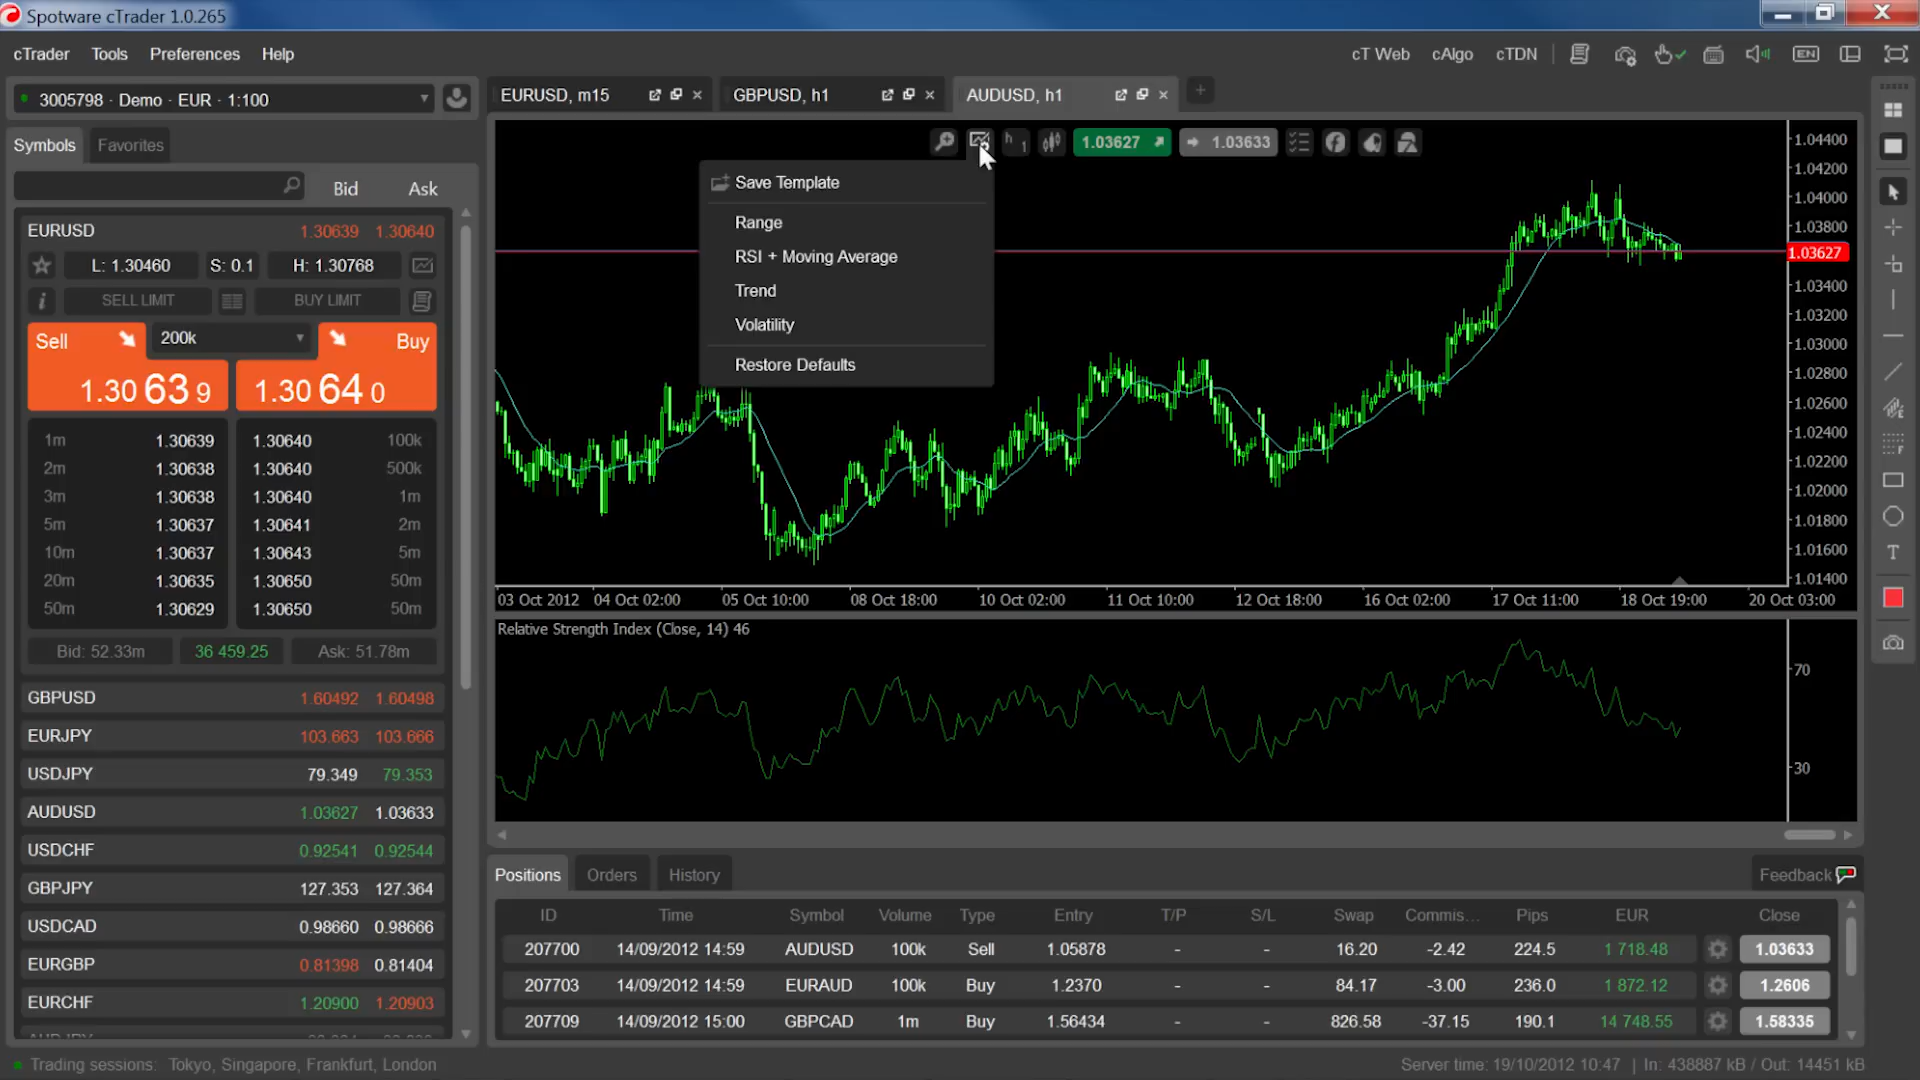 Spotware cTrader 1.0.265
cTrader Tools Preferences Help
cT Web cAlgo cTDN EN
3005798 · Demo · EUR · 1:100
EURUSD, m15 GBPUSD, h1 AUDUSD, h1 +
Symbols Favorites
Bid Ask
EURUSD 1.30639 1.30640
L: 1.30460 S: 0.1 H: 1.30768
SELL LIMIT BUY LIMIT
Sell 200k Buy
1.30 63 9 1.30 64 0
1m 1.30639 1.30640 100k
2m 1.30638 1.30640 500k
3m 1.30638 1.30640 1m
5m 1.30637 1.30641 2m
10m 1.30637 1.30643 5m
20m 1.30635 1.30650 50m
50m 1.30629 1.30650 50m
Bid: 52.33m 36 459.25 Ask: 51.78m
GBPUSD 1.60492 1.60498
EURJPY 103.663 103.666
USDJPY 79.349 79.353
AUDUSD 1.03627 1.03633
USDCHF 0.92541 0.92544
GBPJPY 127.353 127.364
USDCAD 0.98660 0.98666
EURGBP 0.81398 0.81404
EURCHF 1.20900 1.20903
h 1 1.03627 1.03633
Save Template
Range
RSI + Moving Average
Trend
Volatility
Restore Defaults
1.04400
1.04200
1.04000
1.03800
1.03627
1.03400
1.03200
1.03000
1.02800
1.02600
1.02400
1.02200
1.02000
1.01800
1.01600
1.01400
03 Oct 2012 04 Oct 02:00 05 Oct 10:00 08 Oct 18:00 10 Oct 02:00 11 Oct 10:00 12 Oct 18:00 16 Oct 02:00 17 Oct 11:00 18 Oct 19:00 20 Oct 03:00
Relative Strength Index (Close, 14) 46
70
30
Positions Orders History Feedback
ID Time Symbol Volume Type Entry T/P S/L Swap Commis... Pips EUR Close
207700 14/09/2012 14:59 AUDUSD 100k Sell 1.05878 - - 16.20 -2.42 224.5 1 718.48 1.03633
207703 14/09/2012 14:59 EURAUD 100k Buy 1.2370 - - 84.17 -3.00 236.0 1 872.12 1.2606
207709 14/09/2012 15:00 GBPCAD 1m Buy 1.56434 - - 826.58 -37.15 190.1 14 748.55 1.58335
Trading sessions: Tokyo, Singapore, Frankfurt, London
Server time: 19/10/2012 10:47 | In: 438887 kB / Out: 14451 kB